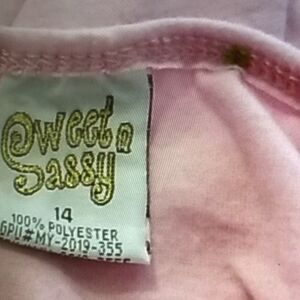 Sweet n
Sassy
14
100% POLYESTER
GPU# MY-2019-355